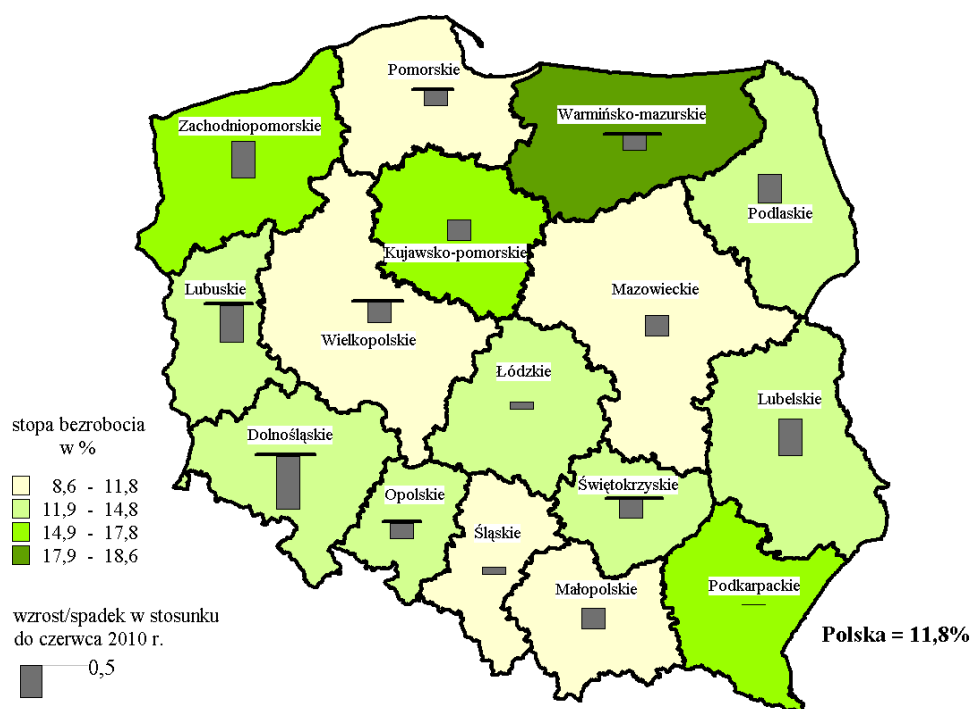 Pomorskie
Warmińsko-mazurskie
Zachodniopomorskie
Podlaskie
Kujawsko-pomorskie
Lubuskie
Mazowieckie
Wielkopolskie
Łódzkie
Lubelskie
stopa bezrobocia
w %
8,6 - 11,8
11,9 - 14,8
14,9 - 17,8
17,9 - 18,6
Dolnośląskie
Opolskie
Świętokrzyskie
Śląskie
Małopolskie
Podkarpackie
wzrost/spadek w stosunku
do czerwca 2010 r.
0,5
Polska = 11,8%